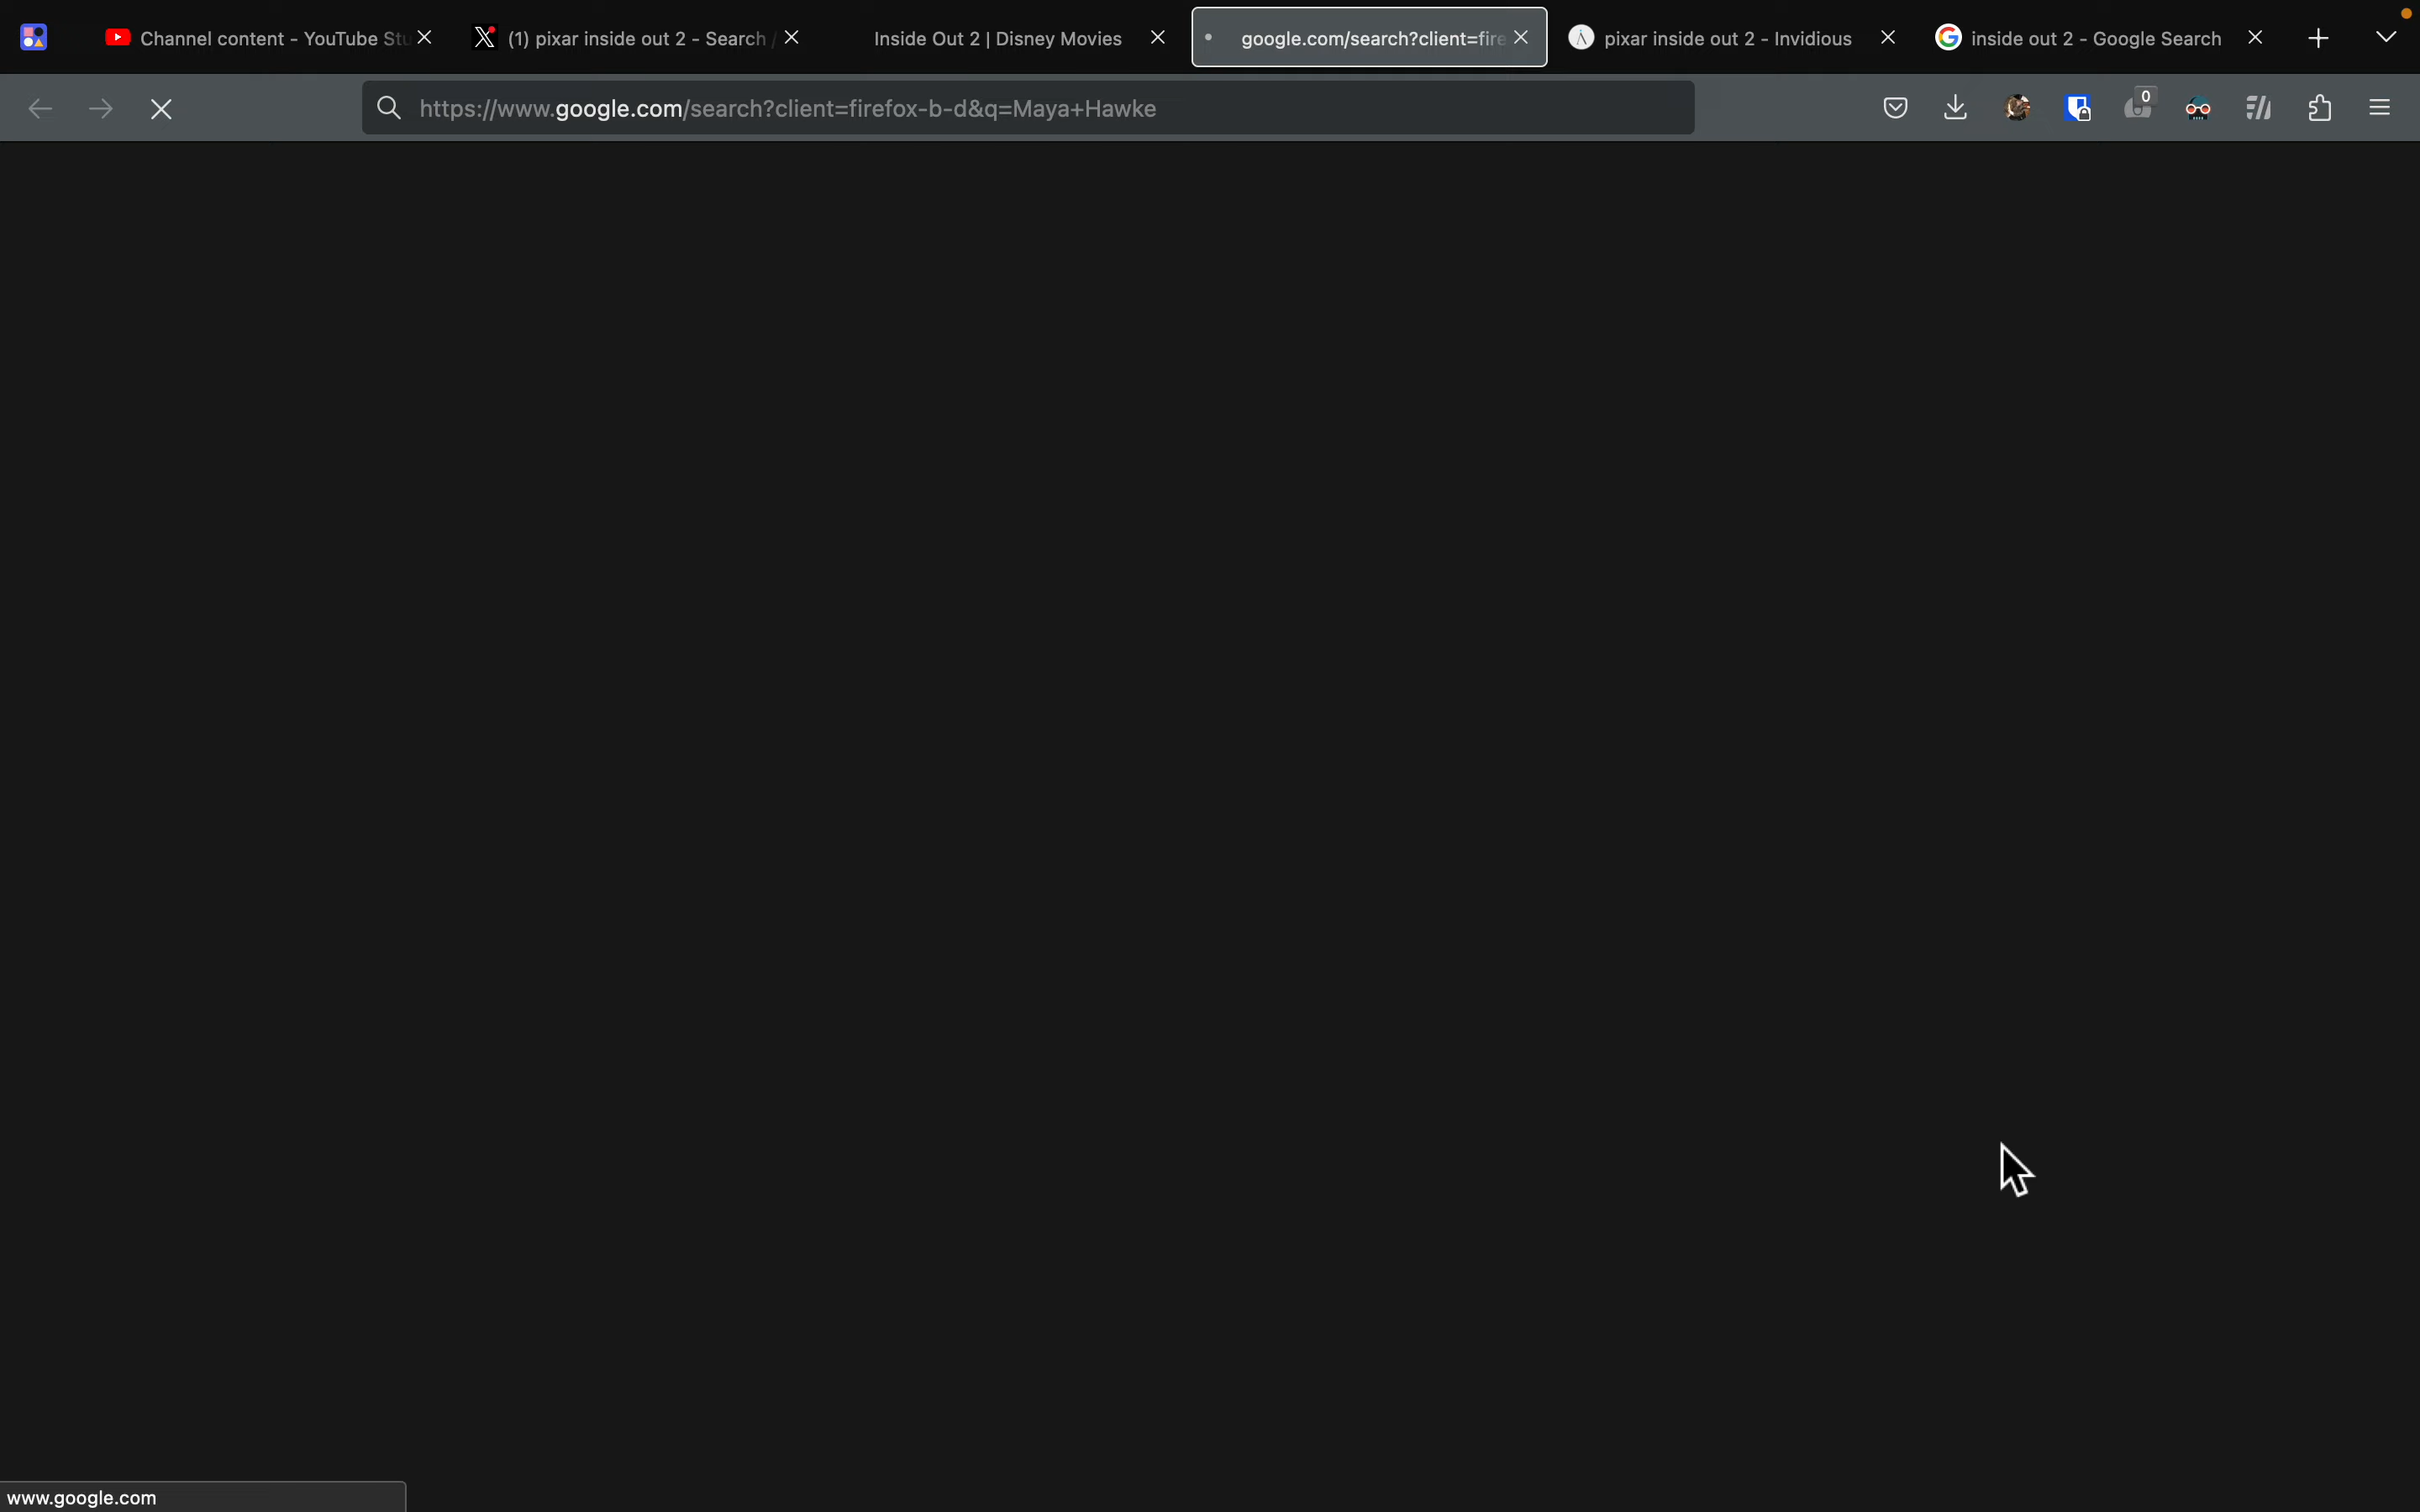 Channel content - YouTube Stu
(1) pixar inside out 2 - Search /
Inside Out 2 | Disney Movies
google.com/search?client=fire
pixar inside out 2 - Invidious
inside out 2 - Google Search
https://www.google.com/search?client=firefox-b-d&q=Maya+Hawke
0
www.google.com